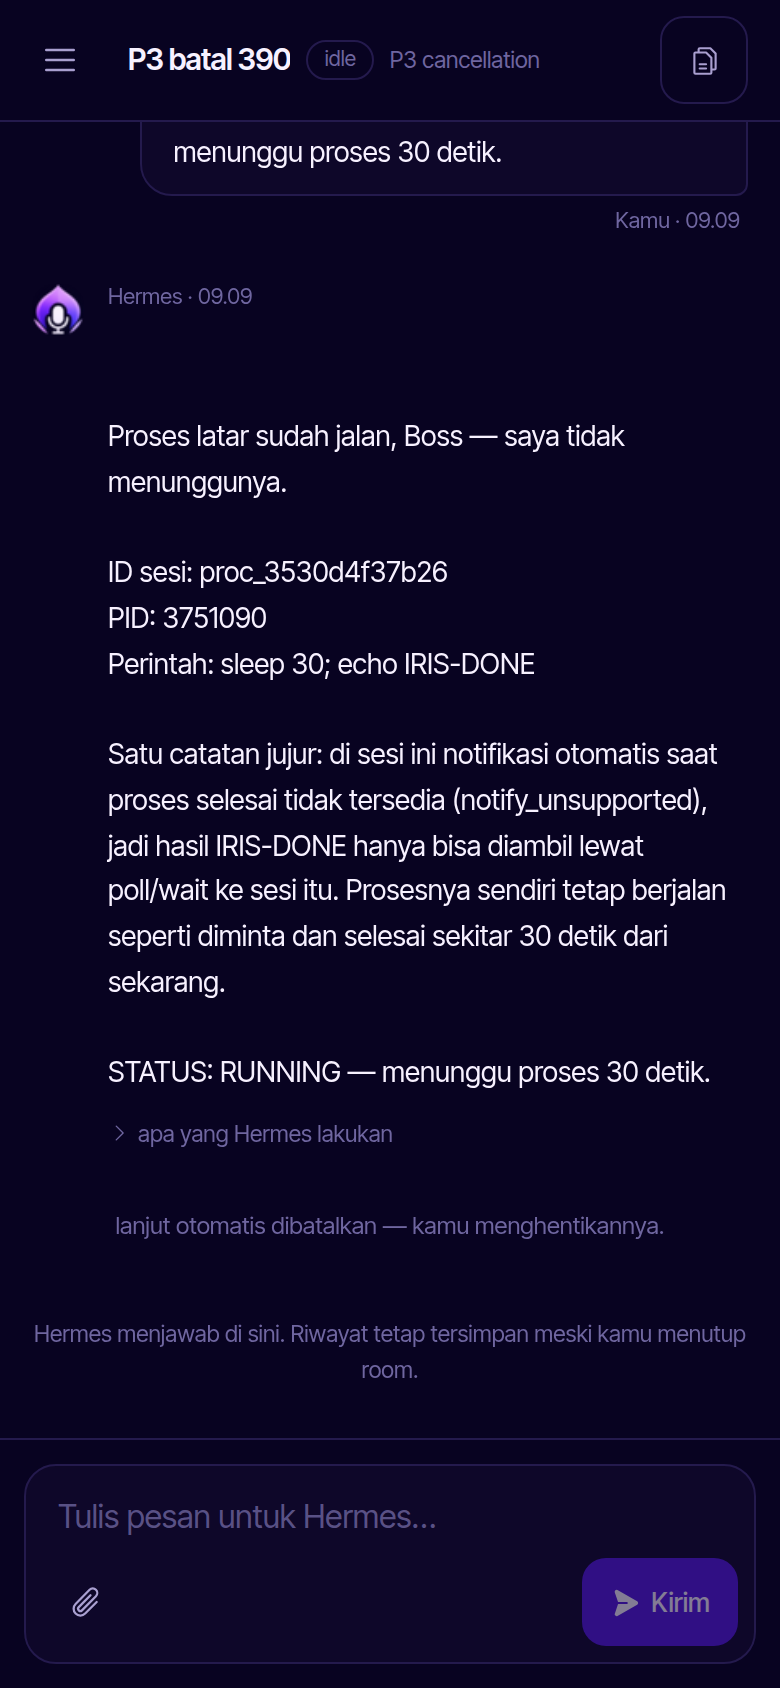 P3 batal 390
idle
P3 cancellation
menunggu proses 30 detik.
Kamu · 09.09
Hermes · 09.09
Proses latar sudah jalan, Boss — saya tidak
menunggunya.
ID sesi: proc_3530d4f37b26
PID: 3751090
Perintah: sleep 30; echo IRIS-DONE
Satu catatan jujur: di sesi ini notifikasi otomatis saat
proses selesai tidak tersedia (notify_unsupported),
jadi hasil IRIS-DONE hanya bisa diambil lewat
poll/wait ke sesi itu. Prosesnya sendiri tetap berjalan
seperti diminta dan selesai sekitar 30 detik dari
sekarang.
STATUS: RUNNING — menunggu proses 30 detik.
apa yang Hermes lakukan
lanjut otomatis dibatalkan — kamu menghentikannya.
Hermes menjawab di sini. Riwayat tetap tersimpan meski kamu menutup
room.
Tulis pesan untuk Hermes...
Kirim